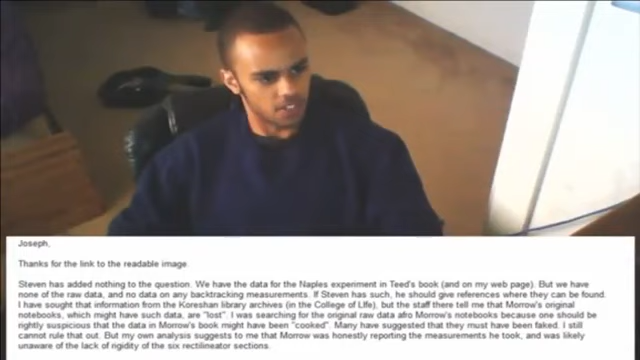 Joseph,
Thanks for the link to the readable image.
Steven has added nothing to the question. We have the data for the Naples experiment in Teed's book (and on my web page). But we have
none of the raw data, and no data on any backtracking measurements. If Steven has such, he should give references where they can be found.
I have sought that information from the Koreshan library archives (in the College of LIfe), but the staff there tell me that Morrow's original
notebooks, which might have such data, are "lost". I was searching for the original raw data afro Morrow's notebooks because one should be
rightly suspicious that the data in Morrow's book might have been "cooked". Many have suggested that they must have been faked. I still
cannot rule that out. But my own analysis suggests to me that Morrow was honestly reporting the measurements he took, and was likely
unaware of the lack of rigidity of the six rectilineator sections.